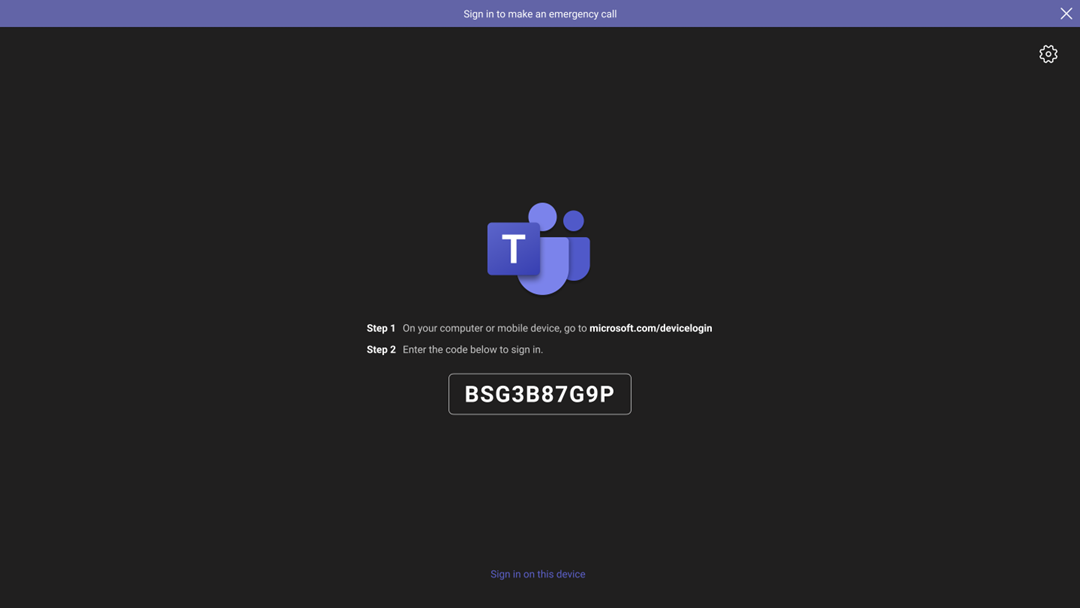 Sign in to make an emergency call
T
Step 1 On your computer or mobile device, go to microsoft.com/devicelogin
Step 2 Enter the code below to sign in.
BSG3B87G9P
Sign in on this device